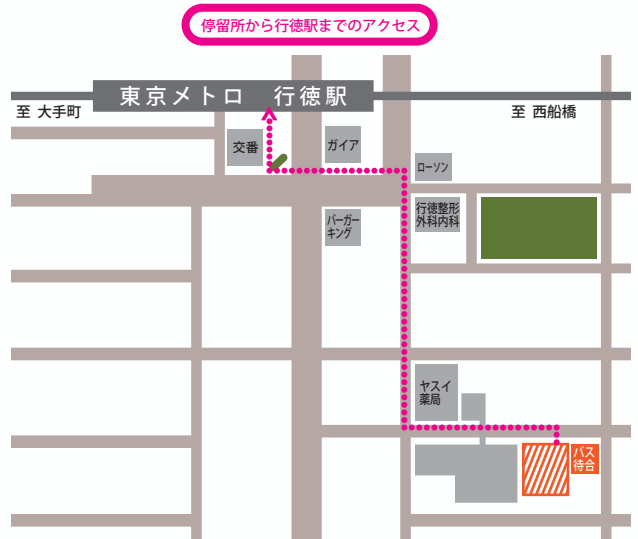 停留所から行徳駅までのアクセス
東京メトロ 行徳駅
至 大手町
至 西船橋
交番
ガイア
ローソン
行徳整形
外科内科
バーガー
キング
ヤスイ
薬局
バス
待合